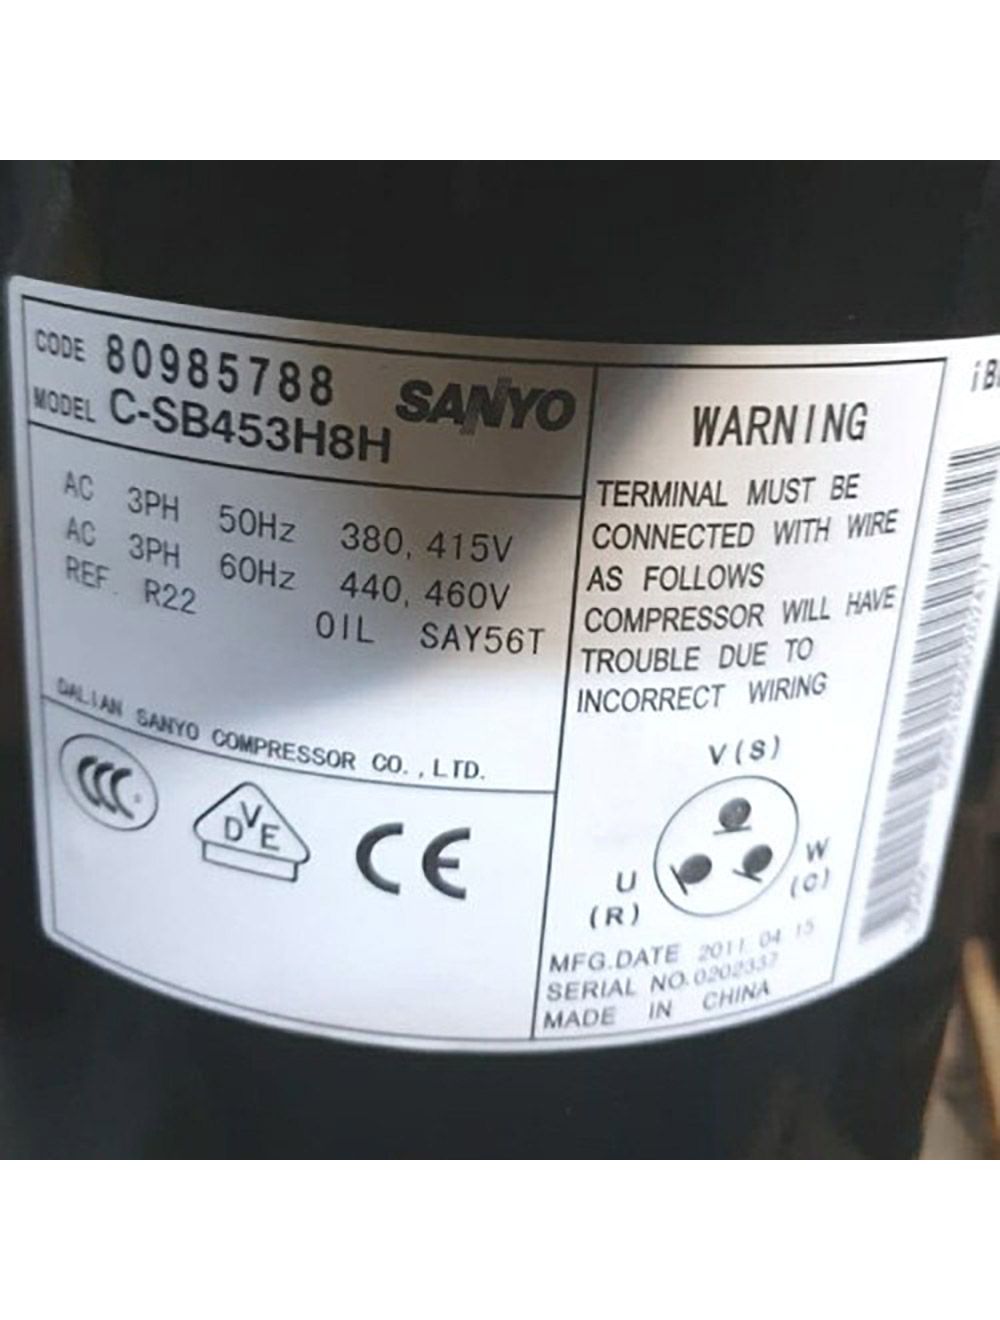 CODE 80985788 SANYO
MODEL C-SB453H8H
AC 3PH 50Hz 380, 415V
AC 3PH 60Hz 440, 460V
REF. R22 OIL SAY56T
DALIAN SANYO COMPRESSOR CO., LTD.
CCC
DVE
CE
WARNING
TERMINAL MUST BE
CONNECTED WITH WIRE
AS FOLLOWS
COMPRESSOR WILL HAVE
TROUBLE DUE TO
INCORRECT WIRING
V(S)
U
(R)
W
(C)
MFG.DATE 2011.04.15
SERIAL NO.0202337
MADE IN CHINA